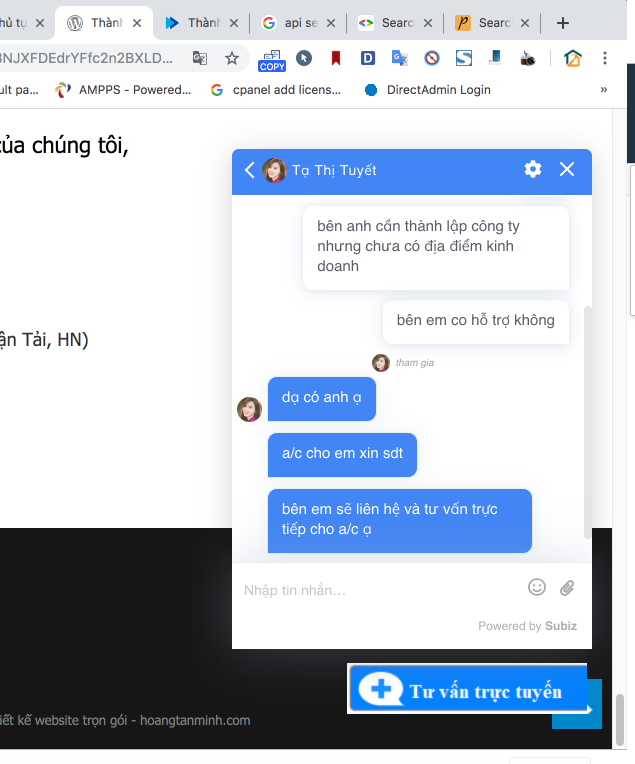 hủ tụ
Thành
Thành
api se
Searc
Searc
3NJXFDEdrYFfc2n2BXLD...
COPY
ult pa...
AMPPS - Powered...
cpanel add licens...
DirectAdmin Login
»
của chúng tôi,
Tạ Thị Tuyết
bên anh cần thành lập công ty
nhưng chưa có địa điểm kinh
doanh
bên em co hỗ trợ không
ận Tải, HN)
tham gia
dạ có anh ạ
a/c cho em xin sdt
bên em sẽ liên hệ và tư vấn trực
tiếp cho a/c ạ
Nhập tin nhắn...
Powered by Subiz
Tư vấn trực tuyến
iết kế website trọn gói - hoangtanminh.com